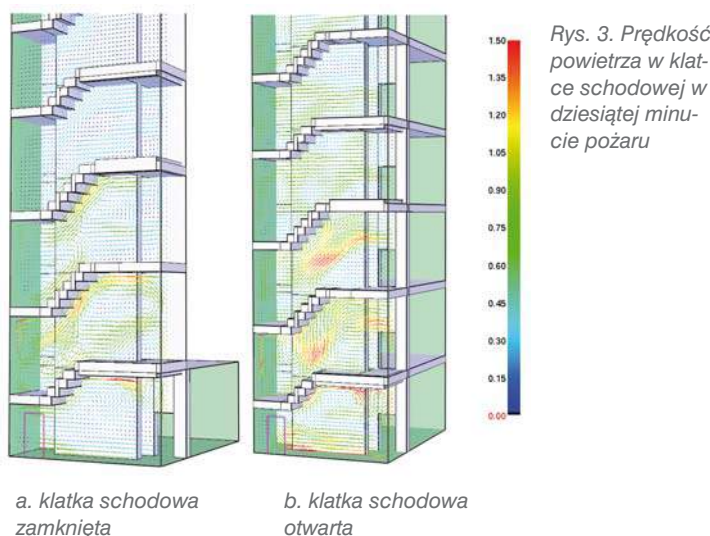 1.50
1.35
1.20
1.05
0.90
0.75
0.60
0.45
0.30
0.15
0.00
Rys. 3. Prędkość
powietrza w klat-
ce schodowej w
dziesiątej minu-
cie pożaru
a. klatka schodowa
zamknięta
b. klatka schodowa
otwarta